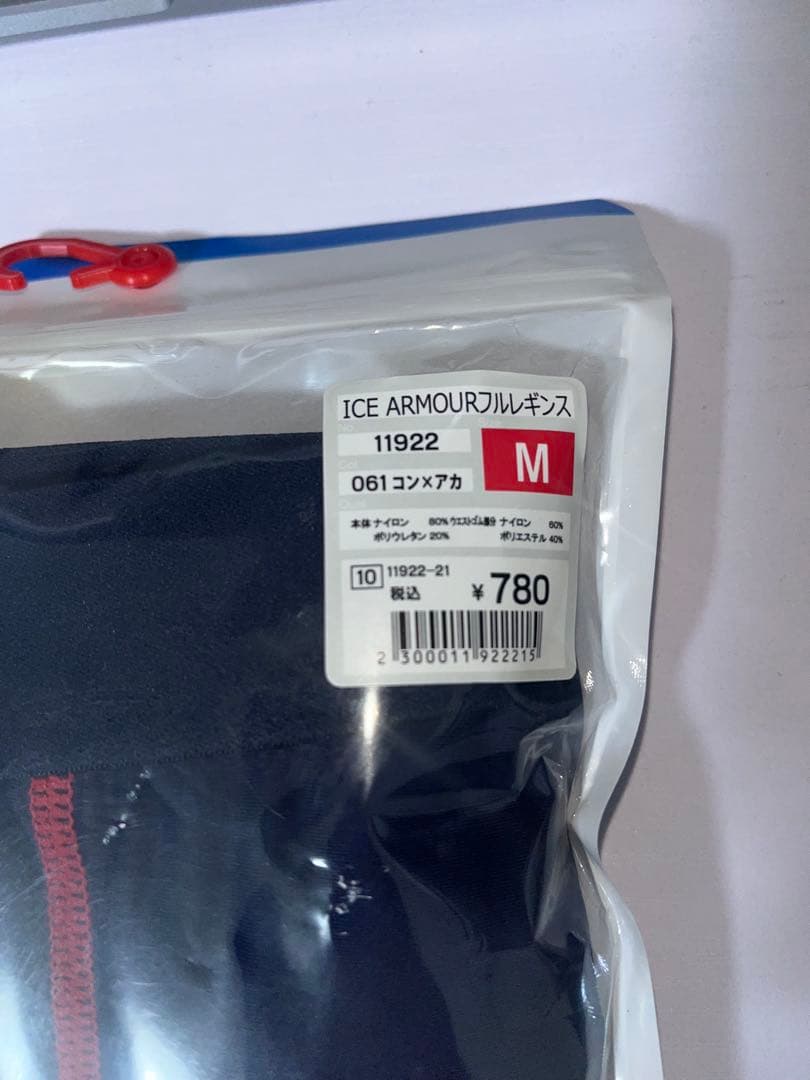 ICE ARMOURフルレギンス
11922
M
061 コン×アカ
本体 ナイロン 80% ウエストゴム部分 ナイロン 60%
ポリウレタン 20% ポリエステル 40%
10 11922-21
税込 ¥780
2 300011 922215